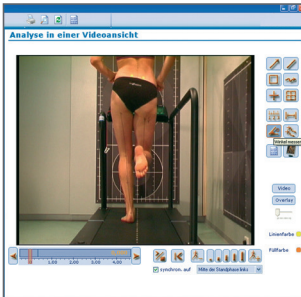 Analyse in einer Videoansicht
Winkel messen
Video
Overlay
Linienfarbe
Füllfarbe
1.00 2.00 3.00 4.00
synchron. auf Mitte der Standphase links